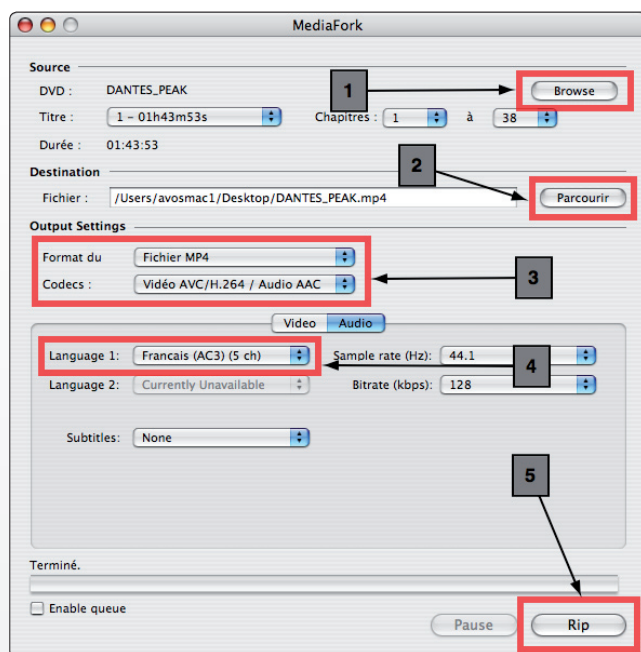 MediaFork
Source
DVD : DANTES_PEAK
1
Browse
Titre : 1 - 01h43m53s Chapitres : 1 à 38
Durée : 01:43:53
2
Destination
Fichier : /Users/avosmac1/Desktop/DANTES_PEAK.mp4 Parcourir
Output Settings
Format du Fichier MP4
3
Codecs : Vidéo AVC/H.264 / Audio AAC
Video Audio
Language 1: Francais (AC3) (5 ch) Sample rate (Hz): 44.1
4
Language 2: Currently Unavailable Bitrate (kbps): 128
Subtitles: None
5
Terminé.
Enable queue
Pause Rip